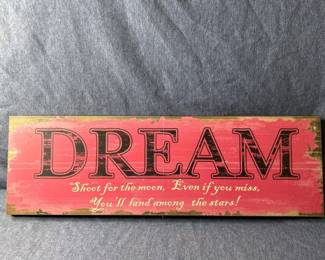 DREAM
Shoot for the moon, Even if you miss,
You'll land among the stars!